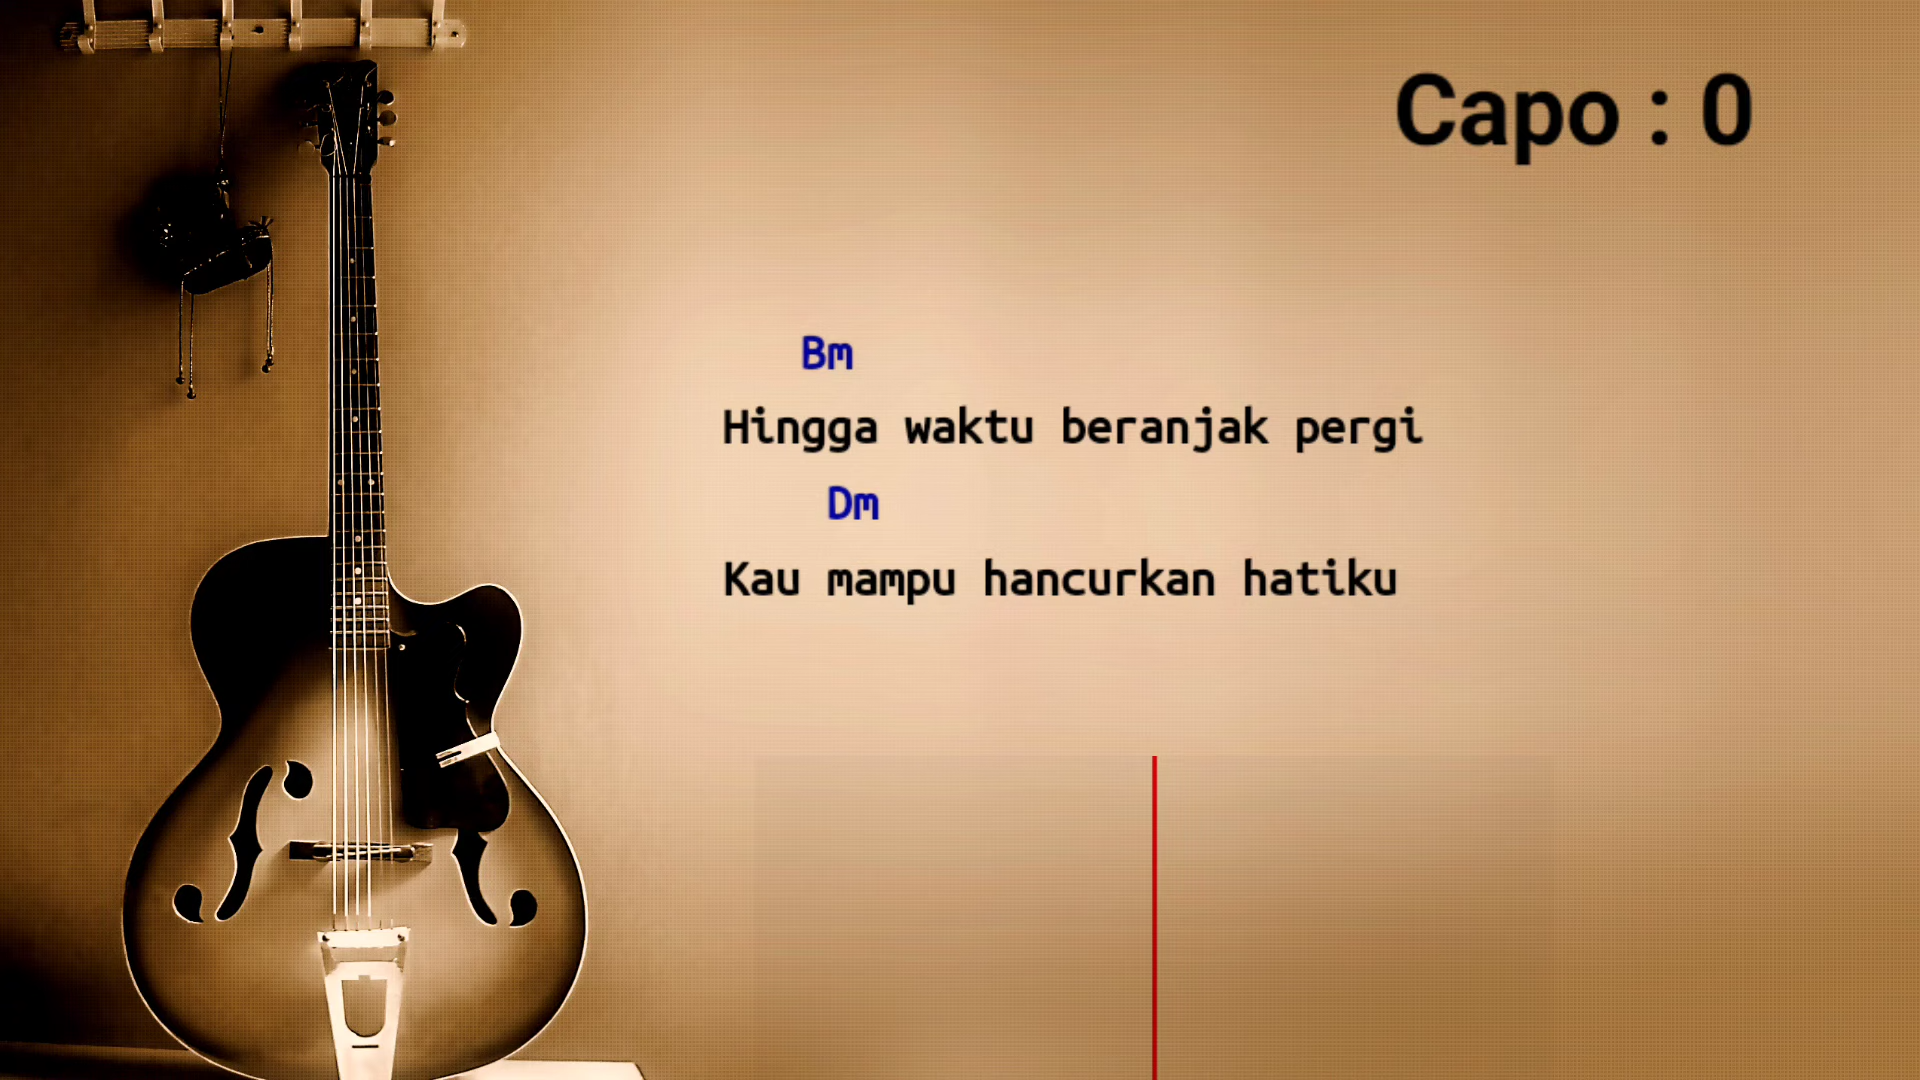 Capo : 0
Bm
Hingga waktu beranjak pergi
Dm
Kau mampu hancurkan hatiku